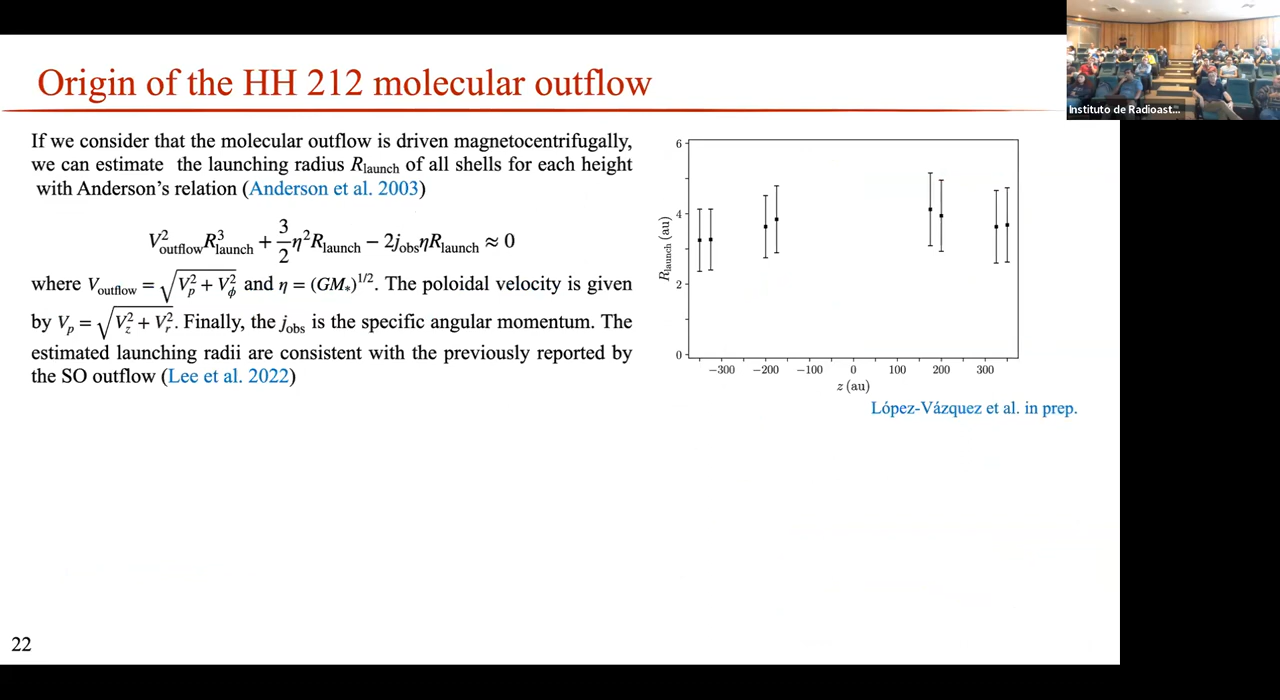 Origin of the HH 212 molecular outflow
If we consider that the molecular outflow is driven magnetocentrifugally,
we can estimate the launching radius R_launch of all shells for each height
with Anderson's relation (Anderson et al. 2003)
V²_outflow R³_launch + 3/2 η² R_launch − 2j_obs η R_launch ≈ 0
where V_outflow = √(V_p² + V_ϕ²) and η = (GM_*)^{1/2}. The poloidal velocity is given
by V_p = √(V_z² + V_r²). Finally, the j_obs is the specific angular momentum. The
estimated launching radii are consistent with the previously reported by
the SO outflow (Lee et al. 2022)
6
4
2
0
R_launch (au)
−300 −200 −100 0 100 200 300
z (au)
López-Vázquez et al. in prep.
Instituto de Radioast...
22